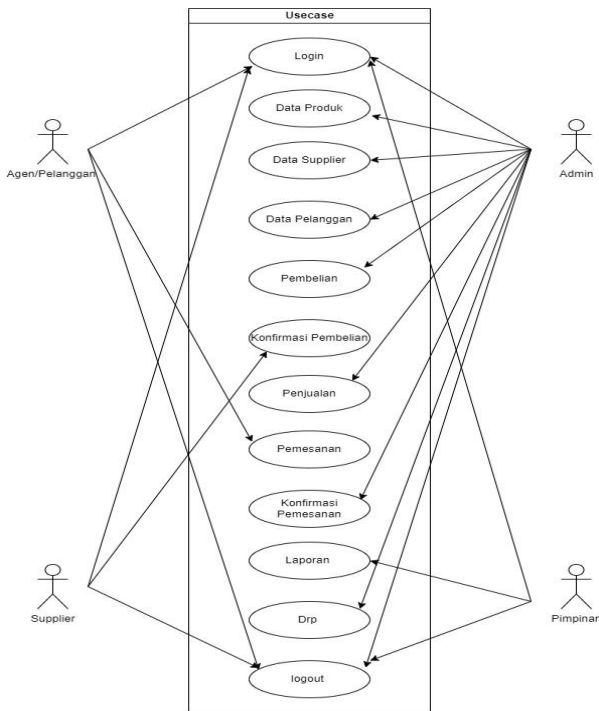 Usecase
Login
Data Produk
Agen/Pelanggan
Admin
Data Supplier
Data Pelanggan
Pembelian
Konfirmasi Pembelian
Penjualan
Pemesanan
Konfirmasi
Pemesanan
Laporan
Supplier
Drp
Pimpinan
logout